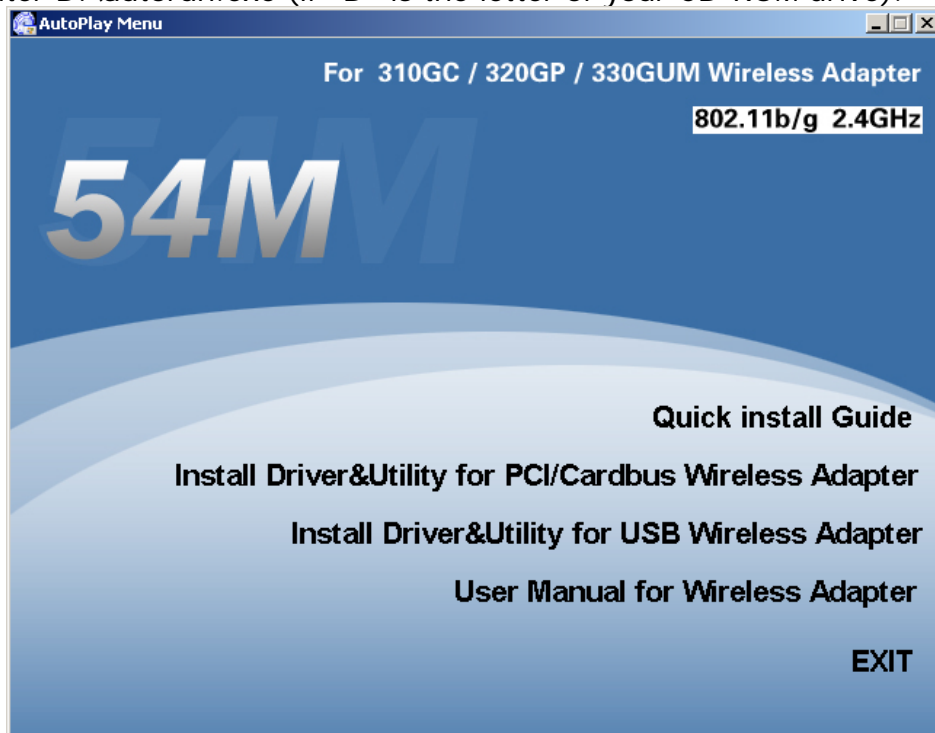 AutoPlay Menu
For 310GC / 320GP / 330GUM Wireless Adapter
802.11b/g 2.4GHz
54M
Quick install Guide
Install Driver&Utility for PCI/Cardbus Wireless Adapter
Install Driver&Utility for USB Wireless Adapter
User Manual for Wireless Adapter
EXIT